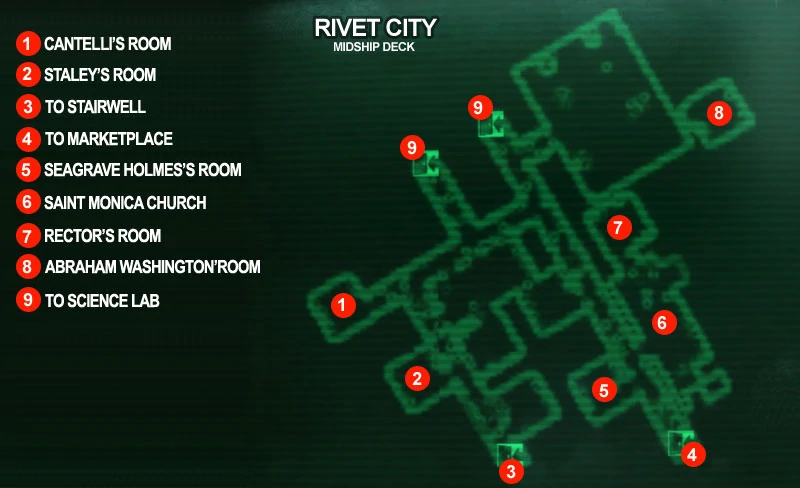 RIVET CITY
MIDSHIP DECK
1 CANTELLI'S ROOM
2 STALEY'S ROOM
3 TO STAIRWELL
4 TO MARKETPLACE
5 SEAGRAVE HOLMES'S ROOM
6 SAINT MONICA CHURCH
7 RECTOR'S ROOM
8 ABRAHAM WASHINGTON'ROOM
9 TO SCIENCE LAB
9
8
9
7
1
6
2
5
4
3